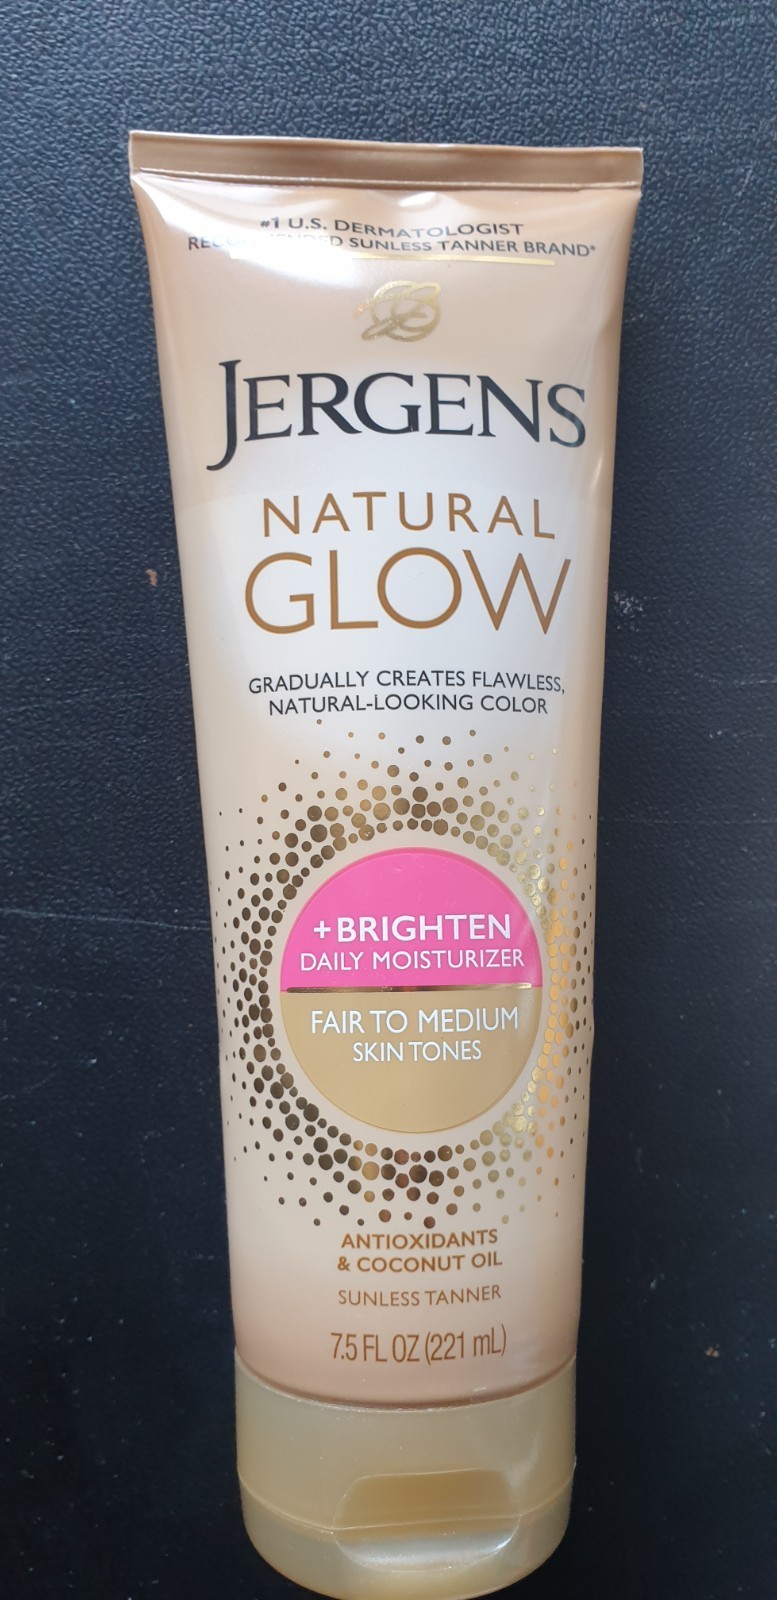 #1 U.S. DERMATOLOGIST
RECOMMENDED SUNLESS TANNER BRAND*
JERGENS
NATURAL
GLOW
GRADUALLY CREATES FLAWLESS,
NATURAL-LOOKING COLOR
+BRIGHTEN
DAILY MOISTURIZER
FAIR TO MEDIUM
SKIN TONES
ANTIOXIDANTS
& COCONUT OIL
SUNLESS TANNER
7.5 FL OZ (221 mL)